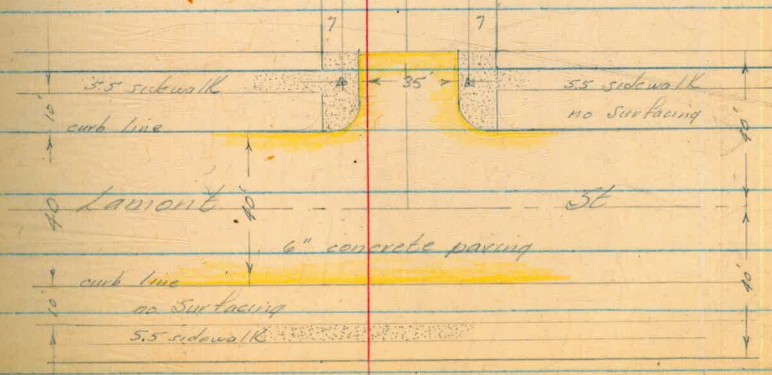 7 7
5.5 sidewalk 35' 5.5 sidewalk
10' no Surfacing
curb line 40'
Lamont St
40' 40'
6" concrete paving
curb line 40'
10' no Surfacing
5.5 sidewalk